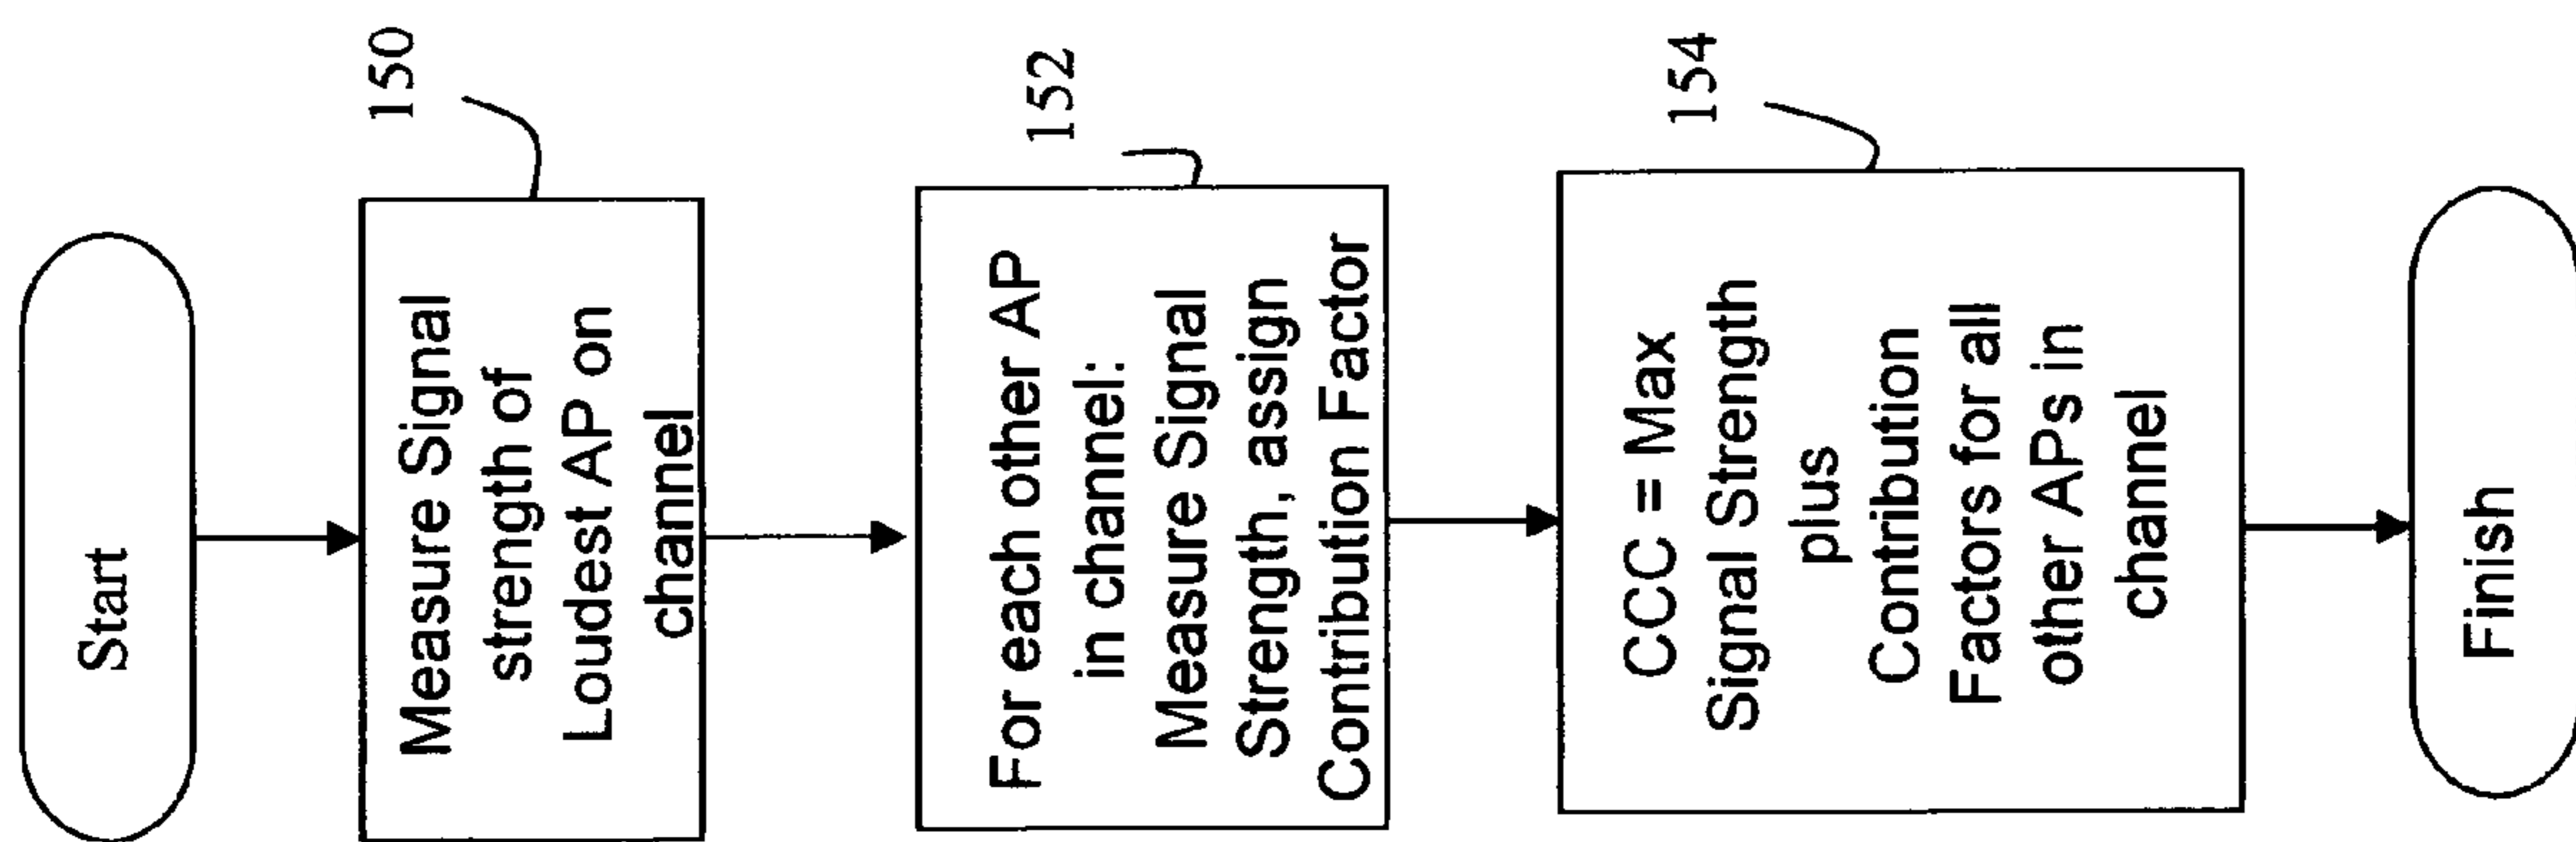 Start
150
Measure Signal
strength of
Loudest AP on
channel
152
For each other AP
in channel:
Measure Signal
Strength, assign
Contribution Factor
154
CCC = Max
Signal Strength
plus
Contribution
Factors for all
other APs in
channel
Finish